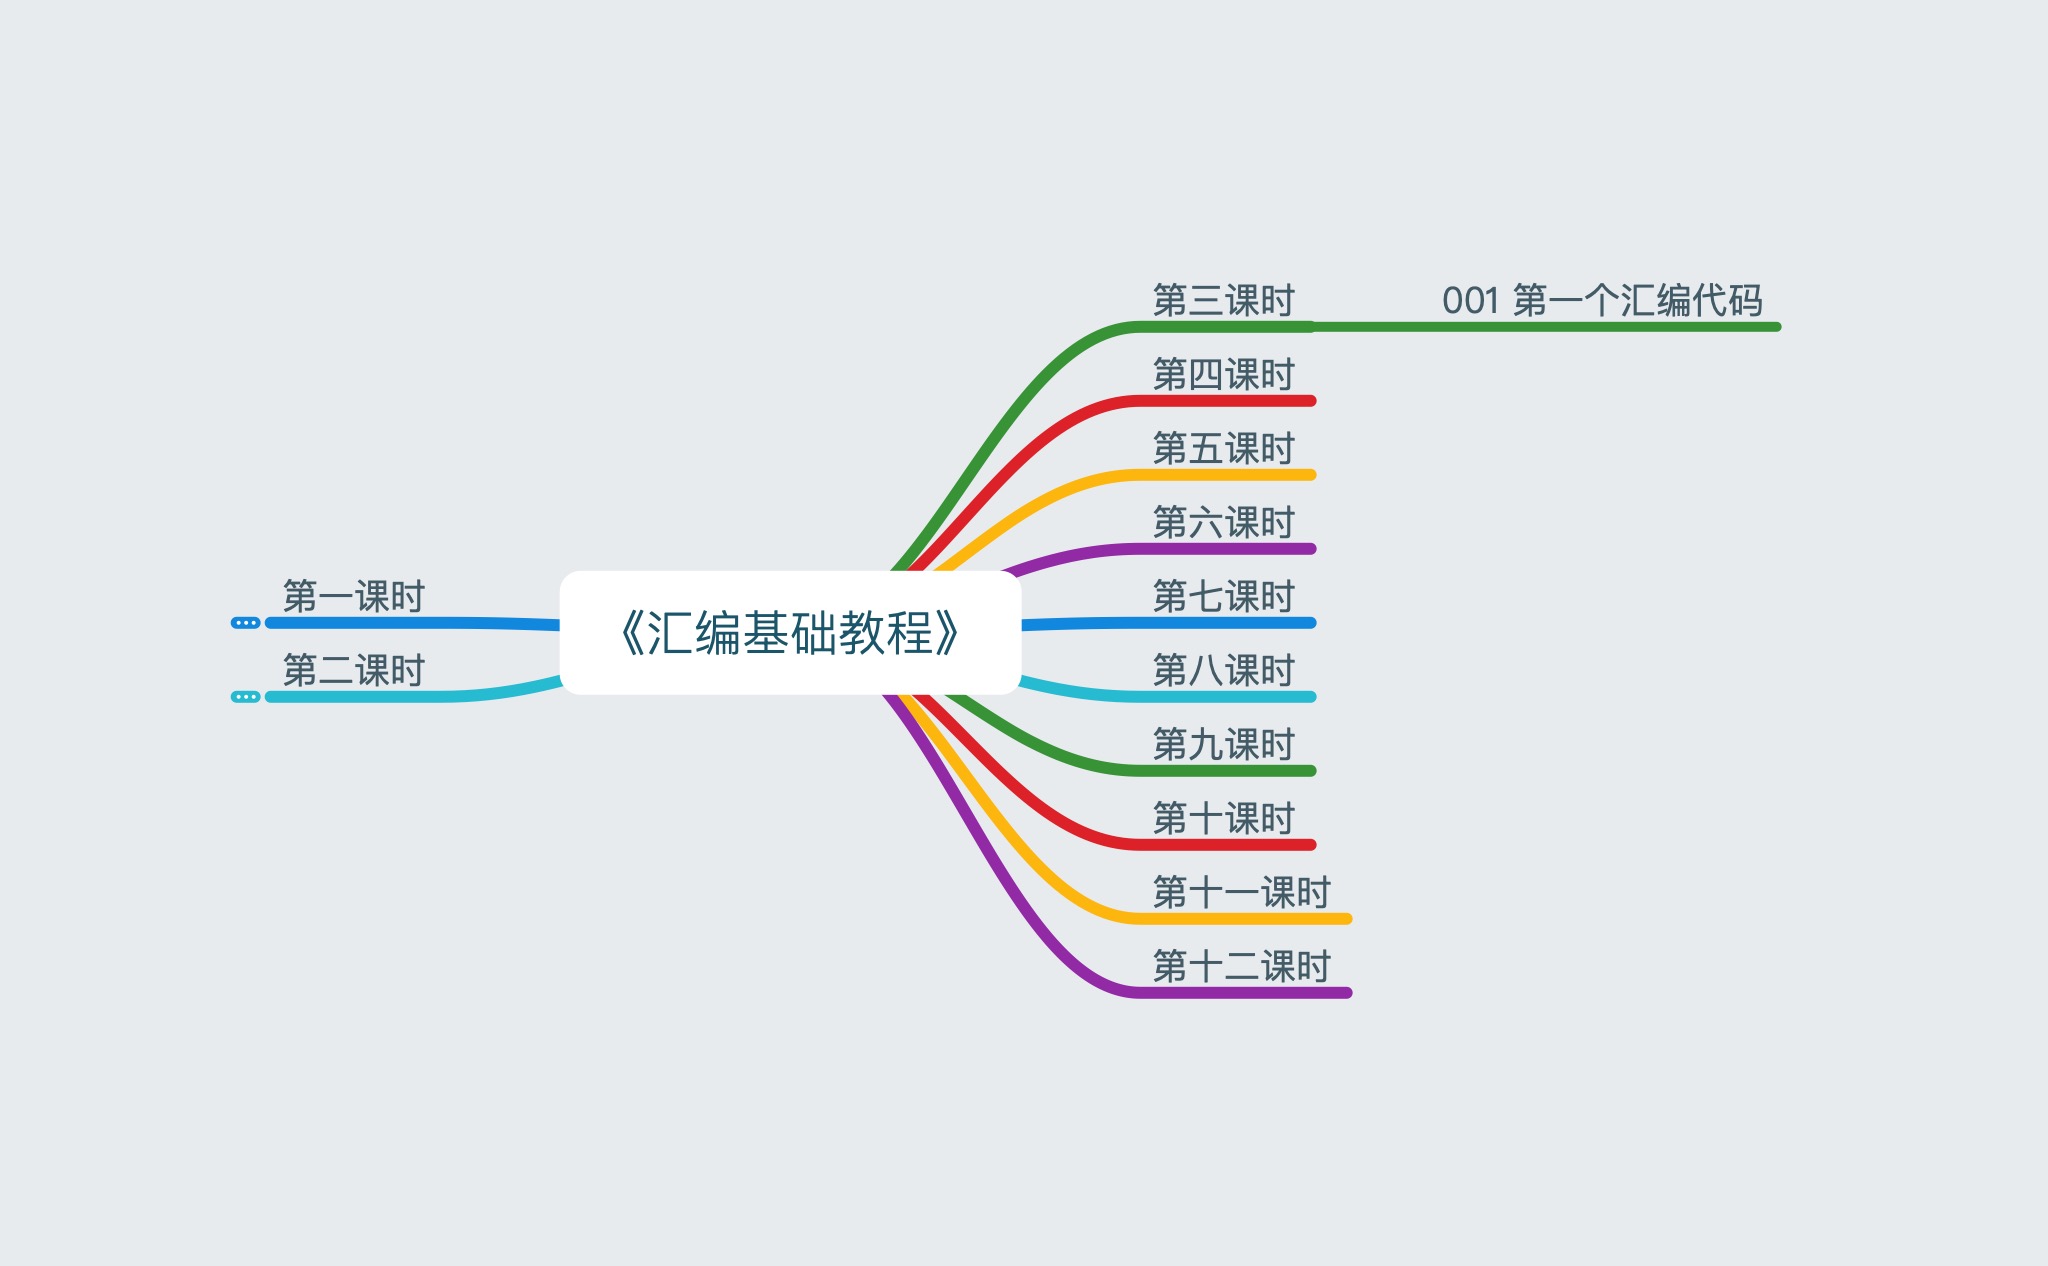 《汇编基础教程》
第一课时
第二课时
第三课时
001 第一个汇编代码
第四课时
第五课时
第六课时
第七课时
第八课时
第九课时
第十课时
第十一课时
第十二课时